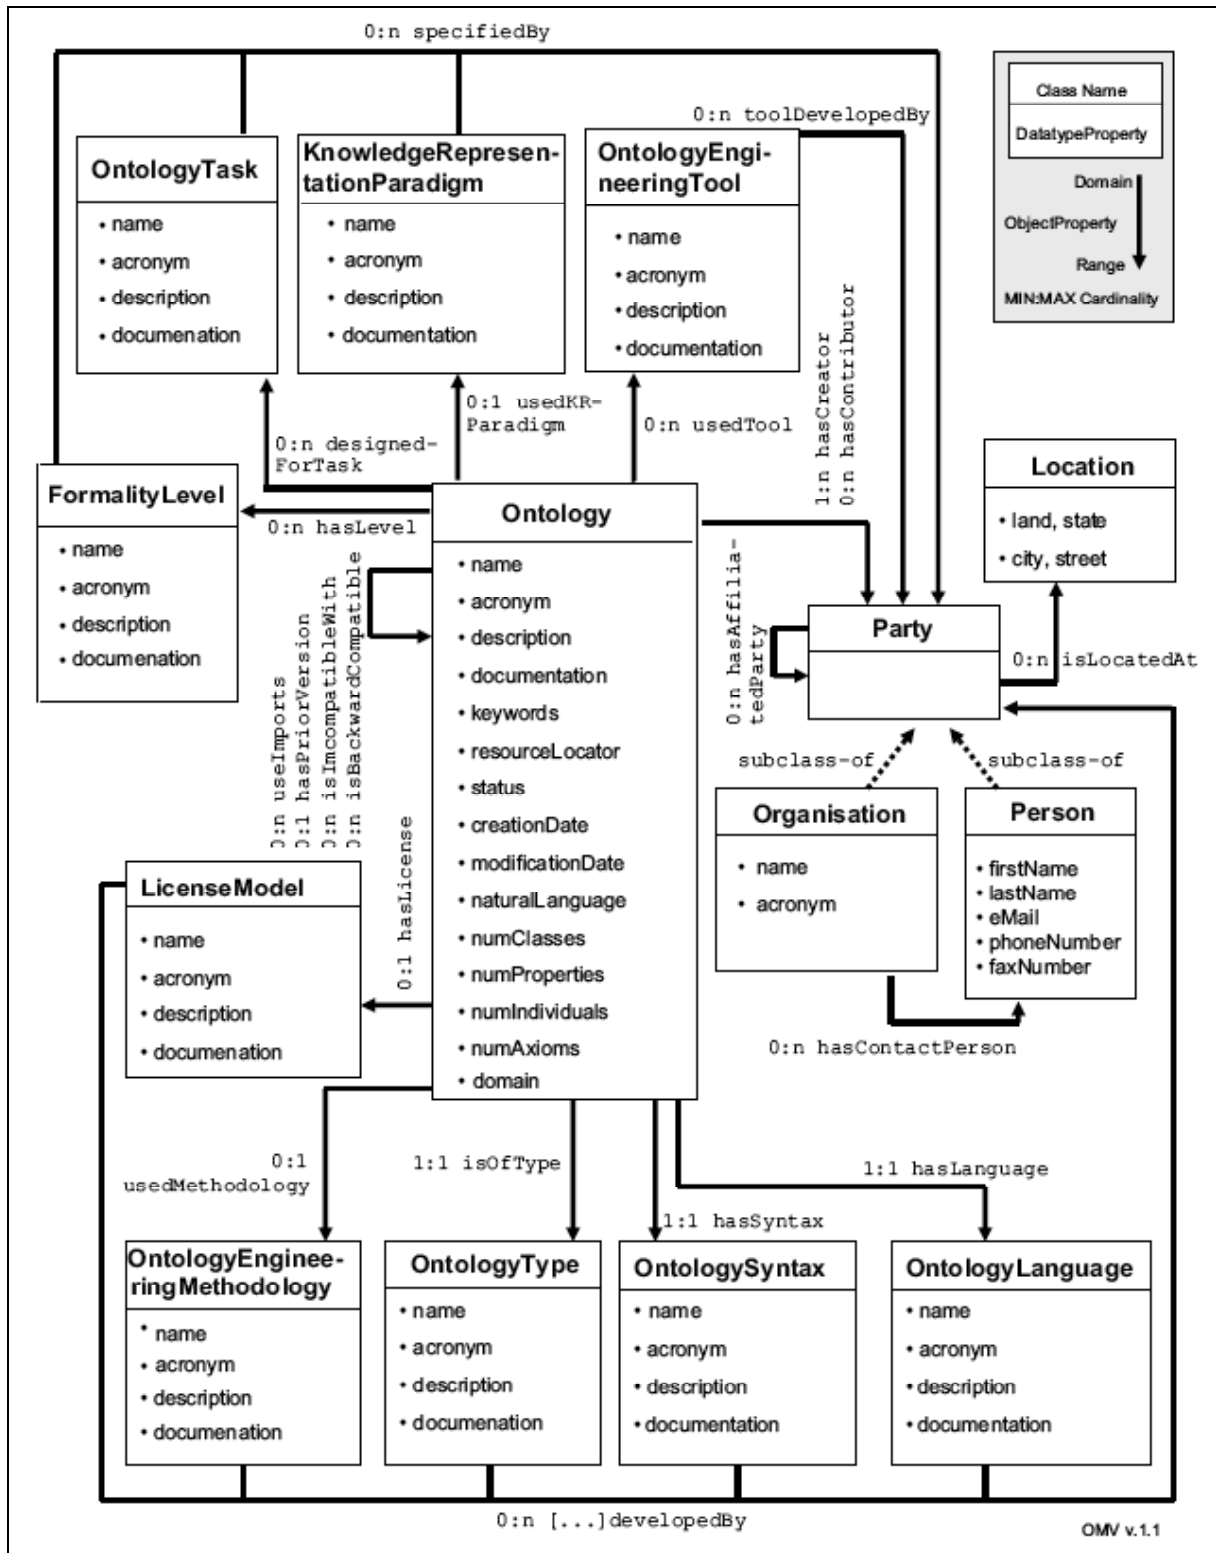 0:n specifiedBy
Class Name
DatatypeProperty
Domain
ObjectProperty
Range
MIN:MAX Cardinality
0:n toolDevelopedBy
OntologyTask
• name
• acronym
• description
• documenation
KnowledgeRepresen-
tationParadigm
• name
• acronym
• description
• documentation
OntologyEngi-
neeringTool
• name
• acronym
• description
• documentation
1:n hasCreator
0:n hasContributor
0:n designed-
ForTask
0:1 usedKR-
Paradigm
0:n usedTool
Location
• land, state
• city, street
FormalityLevel
• name
• acronym
• description
• documenation
0:n hasLevel
Ontology
• name
• acronym
• description
• documentation
• keywords
• resourceLocator
• status
• creationDate
• modificationDate
• naturalLanguage
• numClasses
• numProperties
• numIndividuals
• numAxioms
• domain
0:n useImports
0:1 hasPriorVersion
0:n isImcompatibleWith
0:n isBackwardCompatible
0:n hasAffilia-
tedParty
Party
0:n isLocatedAt
subclass-of
subclass-of
Organisation
• name
• acronym
Person
• firstName
• lastName
• eMail
• phoneNumber
• faxNumber
0:n hasContactPerson
0:1 hasLicense
LicenseModel
• name
• acronym
• description
• documenation
0:1
usedMethodology
1:1 isOfType
1:1 hasSyntax
1:1 hasLanguage
OntologyEnginee-
ringMethodology
• name
• acronym
• description
• documenation
OntologyType
• name
• acronym
• description
• documenation
OntologySyntax
• name
• acronym
• description
• documentation
OntologyLanguage
• name
• acronym
• description
• documentation
0:n [...]developedBy
OMV v.1.1